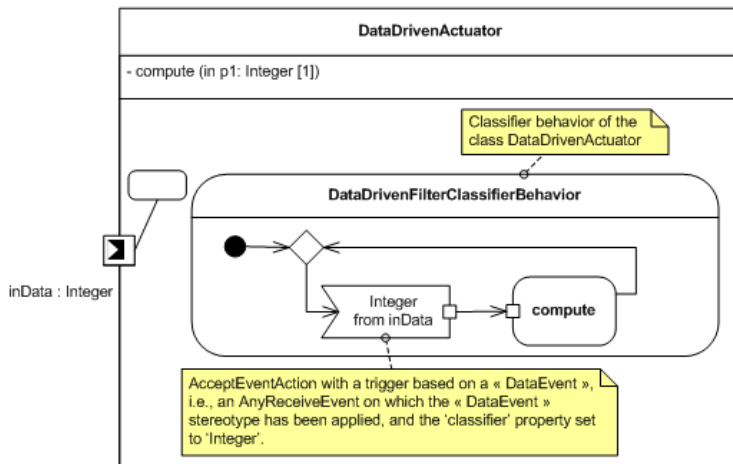 DataDrivenActuator
- compute (in p1: Integer [1])
Classifier behavior of the
class DataDrivenActuator
DataDrivenFilterClassifierBehavior
inData : Integer
Integer
from inData
compute
AcceptEventAction with a trigger based on a « DataEvent »,
i.e., an AnyReceiveEvent on which the « DataEvent »
stereotype has been applied, and the ‘classifier’ property set
to ‘Integer’.